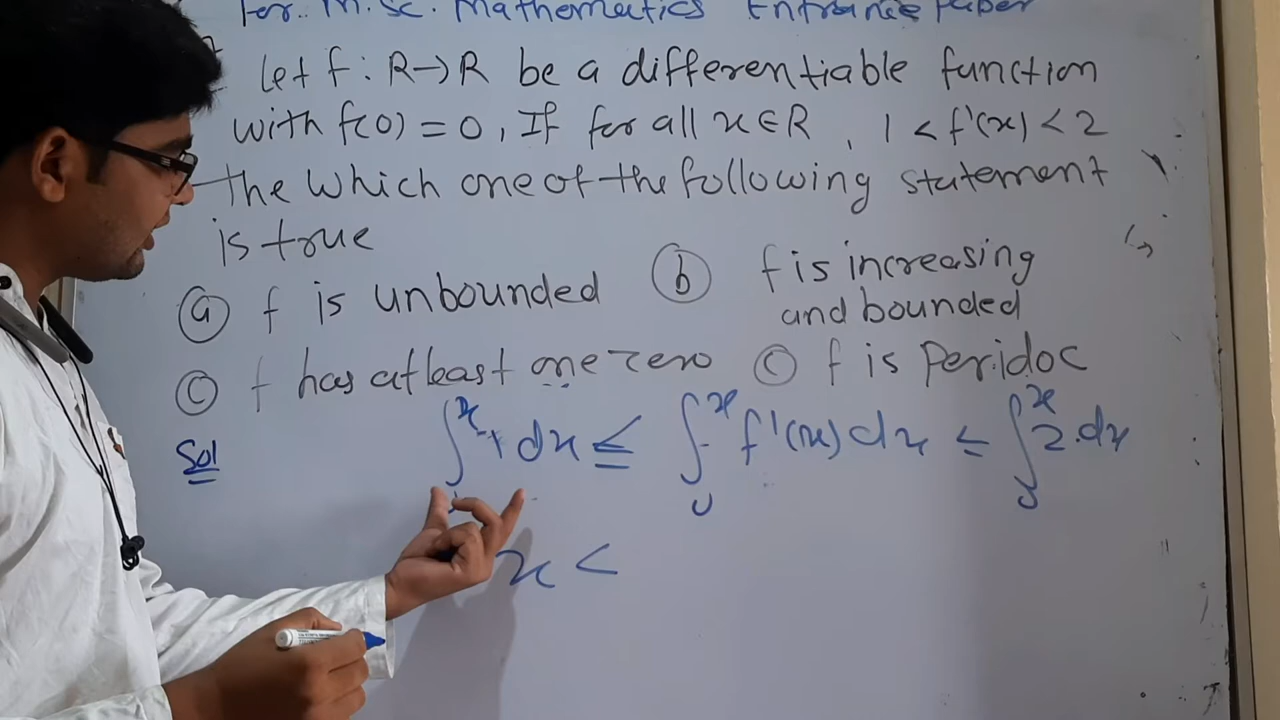 For M.Sc. Mathematics Entrance Paper
Let f : R→R be a differentiable function
with f(0) = 0, If for all x∈R, 1 < f'(x) < 2
The which one of the following statement
is true
ⓐ f is unbounded ⓑ f is increasing
and bounded
ⓒ f has atleast one zero ⓒ f is Peridoc
Sol ∫ˣ 1 dx ≤ ∫₀ˣ f'(x) dx ≤ ∫₀ˣ 2.dx
x <